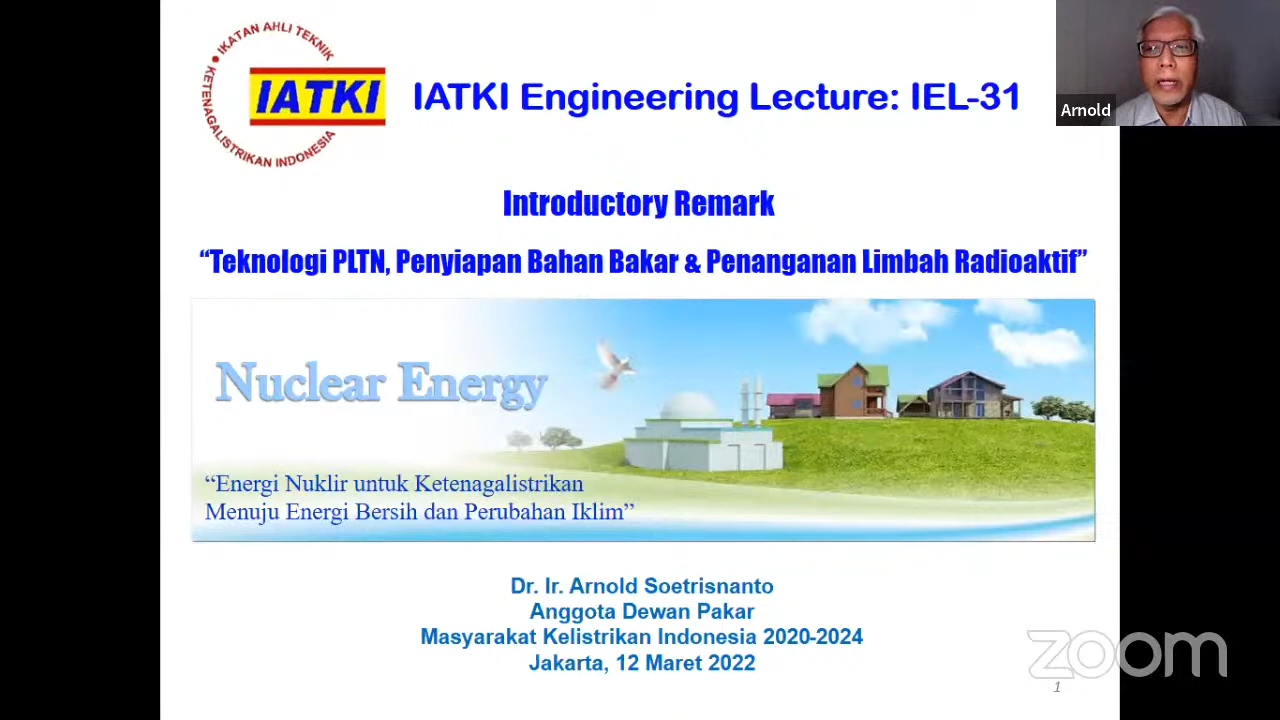 IKATAN AHLI TEKNIK
KETENAGALISTRIKAN INDONESIA
IATKI
IATKI Engineering Lecture: IEL-31
Arnold
Introductory Remark
“Teknologi PLTN, Penyiapan Bahan Bakar & Penanganan Limbah Radioaktif”
Nuclear Energy
“Energi Nuklir untuk Ketenagalistrikan
Menuju Energi Bersih dan Perubahan Iklim”
Dr. Ir. Arnold Soetrisnanto
Anggota Dewan Pakar
Masyarakat Kelistrikan Indonesia 2020-2024
Jakarta, 12 Maret 2022
zoom
1